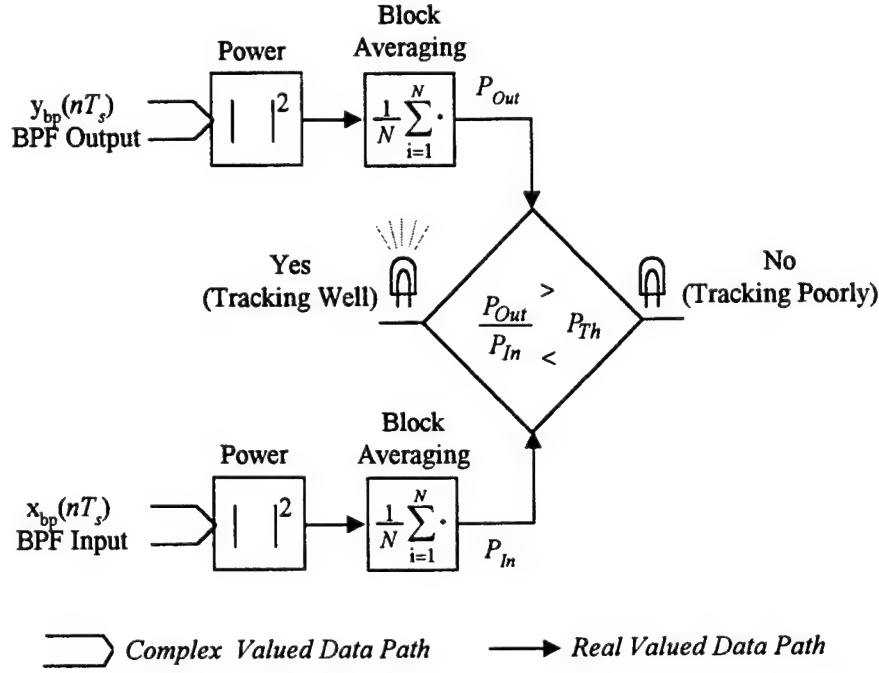 Block
Averaging
Power
y_bp(nT_s)
BPF Output
| |^2
1/N \sum_{i=1}^{N} ·
P_Out
Yes
(Tracking Well)
P_Out / P_In > < P_Th
No
(Tracking Poorly)
Block
Averaging
Power
x_bp(nT_s)
BPF Input
| |^2
1/N \sum_{i=1}^{N} ·
P_In
Complex Valued Data Path
Real Valued Data Path